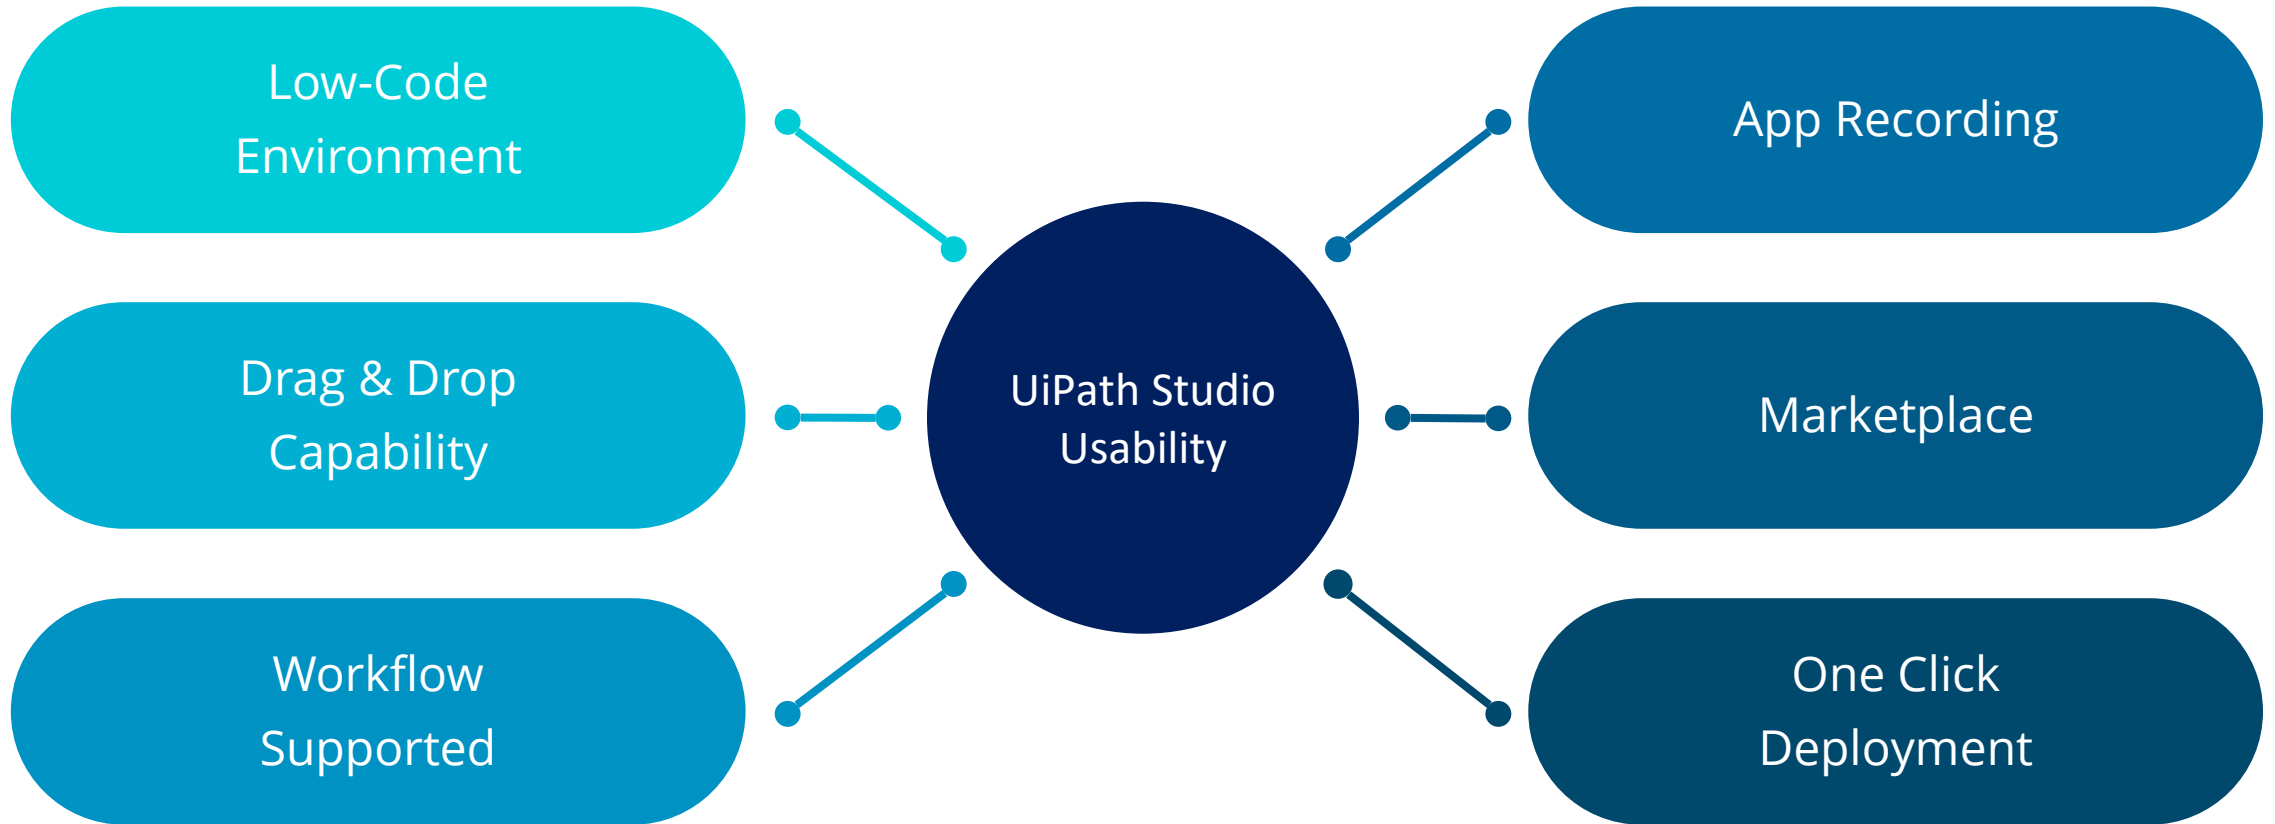 Low-Code
Environment
Drag & Drop
Capability
Workflow
Supported
UiPath Studio
Usability
App Recording
Marketplace
One Click
Deployment